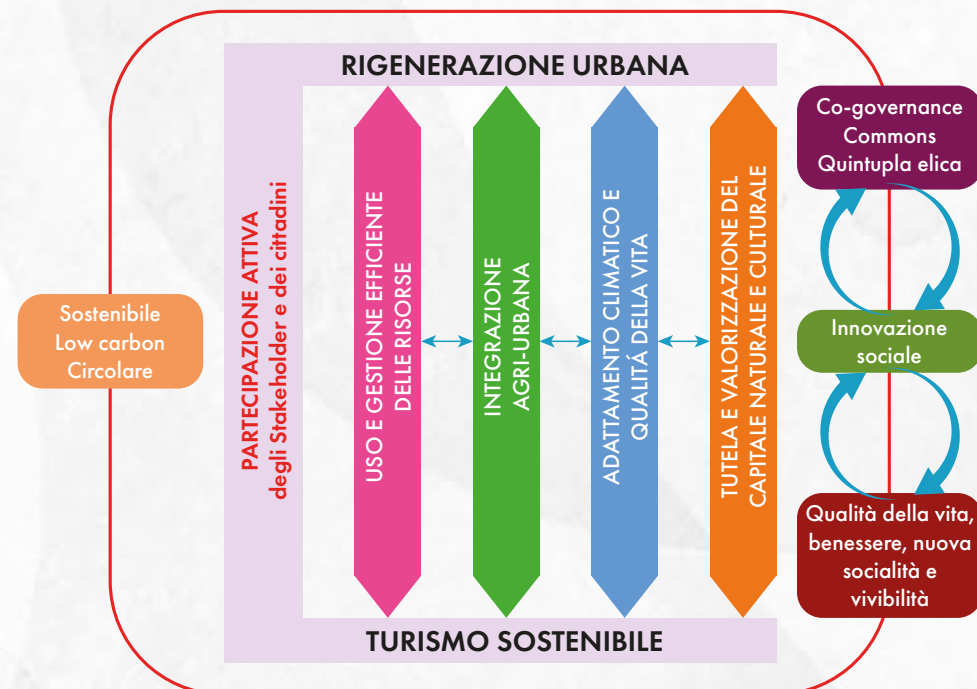 RIGENERAZIONE URBANA
PARTECIPAZIONE ATTIVA
degli Stakeholder e dei cittadini
USO E GESTIONE EFFICIENTE
DELLE RISORSE
INTEGRAZIONE
AGRI-URBANA
ADATTAMENTO CLIMATICO E
QUALITÁ DELLA VITA
TUTELA E VALORIZZAZIONE DEL
CAPITALE NATURALE E CULTURALE
TURISMO SOSTENIBILE
Sostenibile
Low carbon
Circolare
Co-governance
Commons
Quintupla elica
Innovazione
sociale
Qualità della vita,
benessere, nuova
socialità e
vivibilità